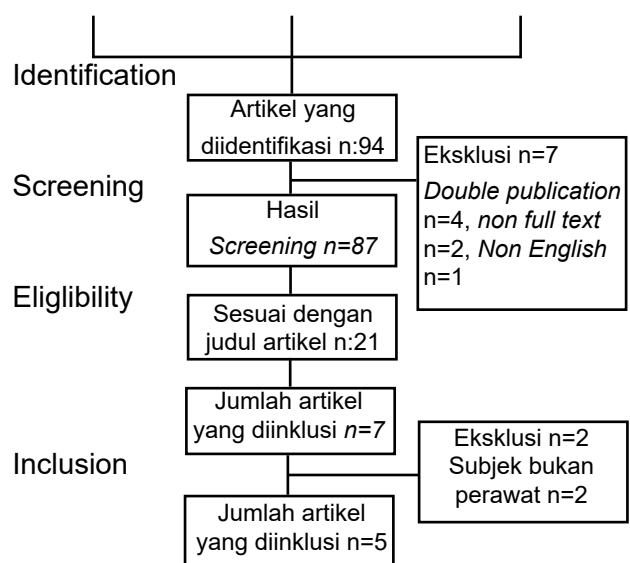 Identification
Artikel yang
diidentifikasi n:94
Eksklusi n=7
Double publication
n=4, non full text
n=2, Non English
n=1
Screening
Hasil
Screening n=87
Eliglibility
Sesuai dengan
judul artikel n:21
Jumlah artikel
yang diinklusi n=7
Eksklusi n=2
Subjek bukan
perawat n=2
Inclusion
Jumlah artikel
yang diinklusi n=5